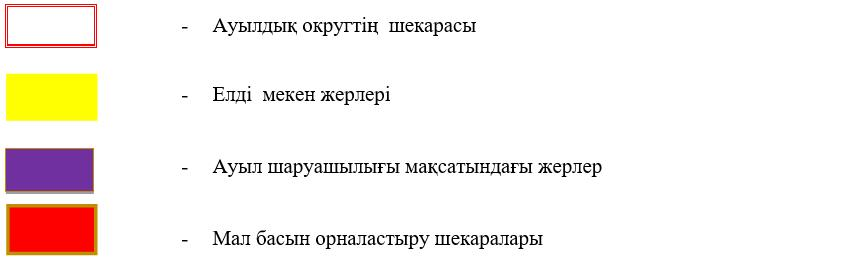 - Ауылдық округтің шекарасы
- Елді мекен жерлері
- Ауыл шаруашылығы мақсатындағы жерлер
- Мал басын орналастыру шекаралары